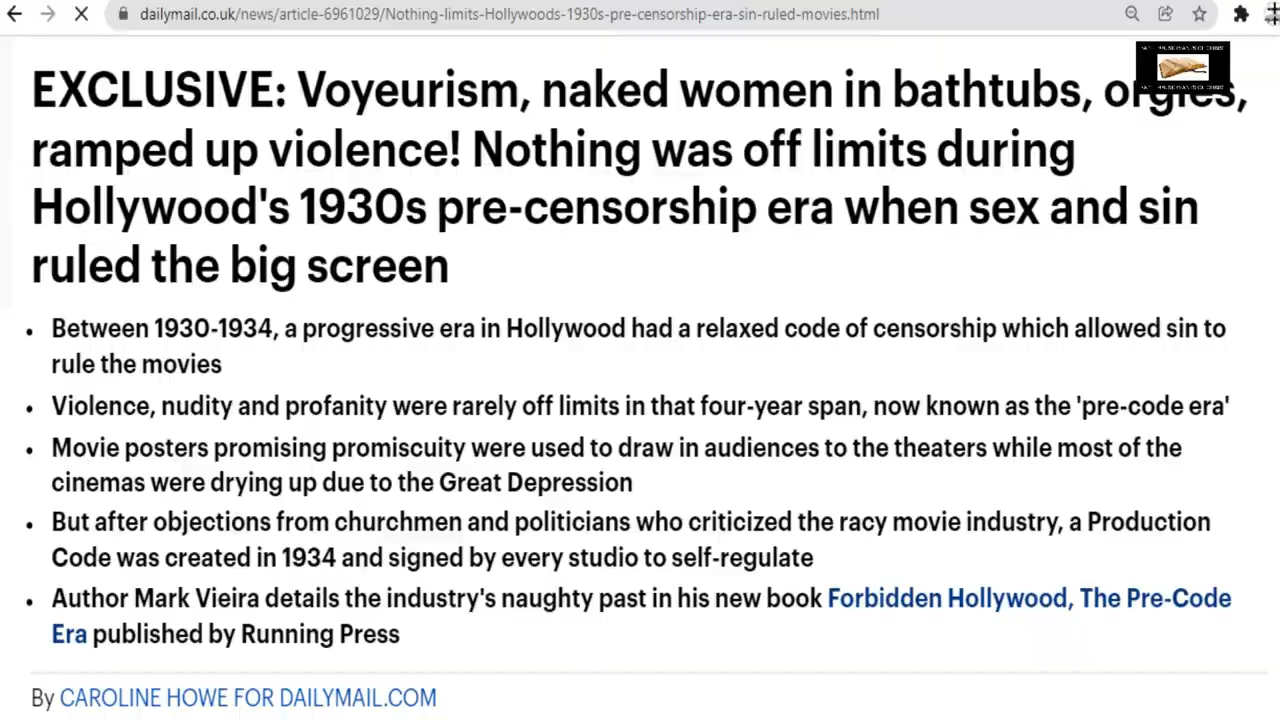 dailymail.co.uk/news/article-6961029/Nothing-limits-Hollywoods-1930s-pre-censorship-era-sin-ruled-movies.html
EXCLUSIVE: Voyeurism, naked women in bathtubs, orgies,
ramped up violence! Nothing was off limits during
Hollywood's 1930s pre-censorship era when sex and sin
ruled the big screen
• Between 1930-1934, a progressive era in Hollywood had a relaxed code of censorship which allowed sin to
rule the movies
• Violence, nudity and profanity were rarely off limits in that four-year span, now known as the 'pre-code era'
• Movie posters promising promiscuity were used to draw in audiences to the theaters while most of the
cinemas were drying up due to the Great Depression
• But after objections from churchmen and politicians who criticized the racy movie industry, a Production
Code was created in 1934 and signed by every studio to self-regulate
• Author Mark Vieira details the industry's naughty past in his new book Forbidden Hollywood, The Pre-Code
Era published by Running Press
By CAROLINE HOWE FOR DAILYMAIL.COM